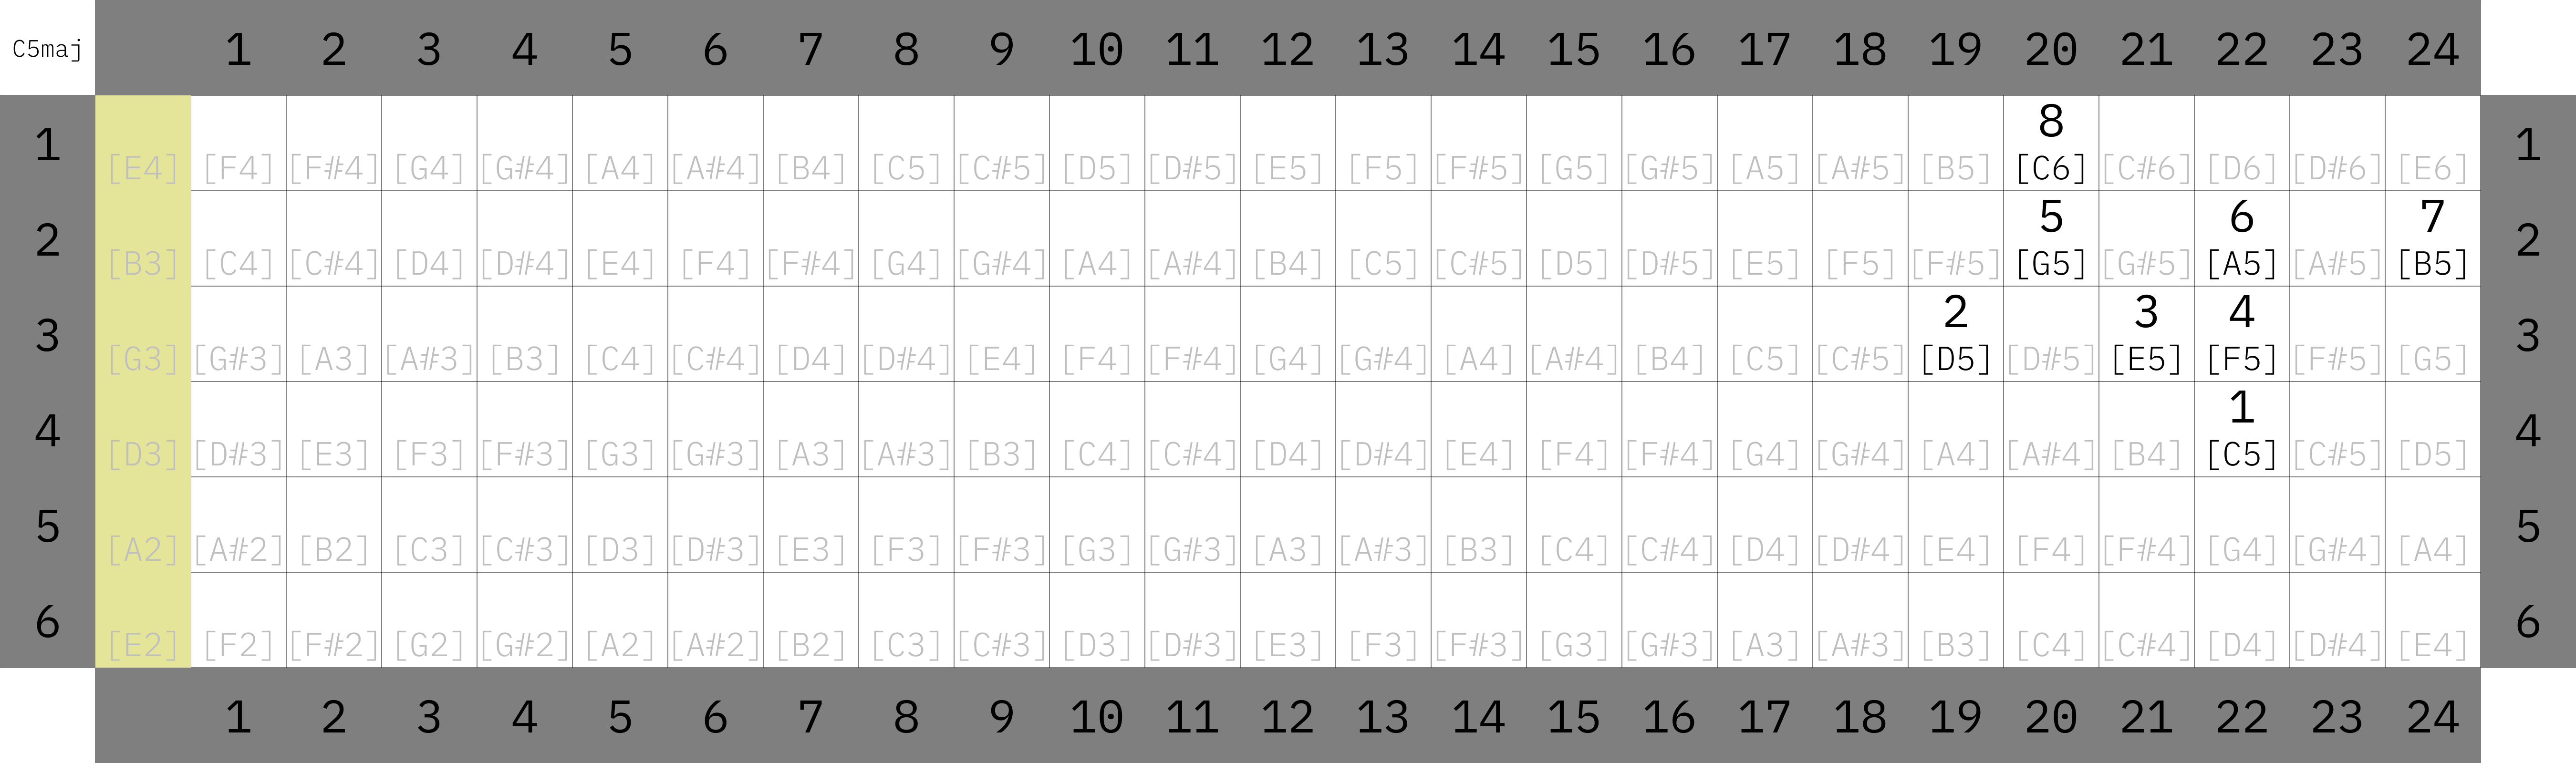 C5maj 1 2 3 4 5 6 7 8 9 10 11 12 13 14 15 16 17 18 19 20 21 22 23 24
8
1 [E4] [F4] [F#4] [G4] [G#4] [A4] [A#4] [B4] [C5] [C#5] [D5] [D#5] [E5] [F5] [F#5] [G5] [G#5] [A5] [A#5] [B5] [C6] [C#6] [D6] [D#6] [E6] 1
5 6 7
2 [B3] [C4] [C#4] [D4] [D#4] [E4] [F4] [F#4] [G4] [G#4] [A4] [A#4] [B4] [C5] [C#5] [D5] [D#5] [E5] [F5] [F#5] [G5] [G#5] [A5] [A#5] [B5] 2
2 3 4
3 [G3] [G#3] [A3] [A#3] [B3] [C4] [C#4] [D4] [D#4] [E4] [F4] [F#4] [G4] [G#4] [A4] [A#4] [B4] [C5] [C#5] [D5] [D#5] [E5] [F5] [F#5] [G5] 3
1
4 [D3] [D#3] [E3] [F3] [F#3] [G3] [G#3] [A3] [A#3] [B3] [C4] [C#4] [D4] [D#4] [E4] [F4] [F#4] [G4] [G#4] [A4] [A#4] [B4] [C5] [C#5] [D5] 4
5 [A2] [A#2] [B2] [C3] [C#3] [D3] [D#3] [E3] [F3] [F#3] [G3] [G#3] [A3] [A#3] [B3] [C4] [C#4] [D4] [D#4] [E4] [F4] [F#4] [G4] [G#4] [A4] 5
6 [E2] [F2] [F#2] [G2] [G#2] [A2] [A#2] [B2] [C3] [C#3] [D3] [D#3] [E3] [F3] [F#3] [G3] [G#3] [A3] [A#3] [B3] [C4] [C#4] [D4] [D#4] [E4] 6
1 2 3 4 5 6 7 8 9 10 11 12 13 14 15 16 17 18 19 20 21 22 23 24